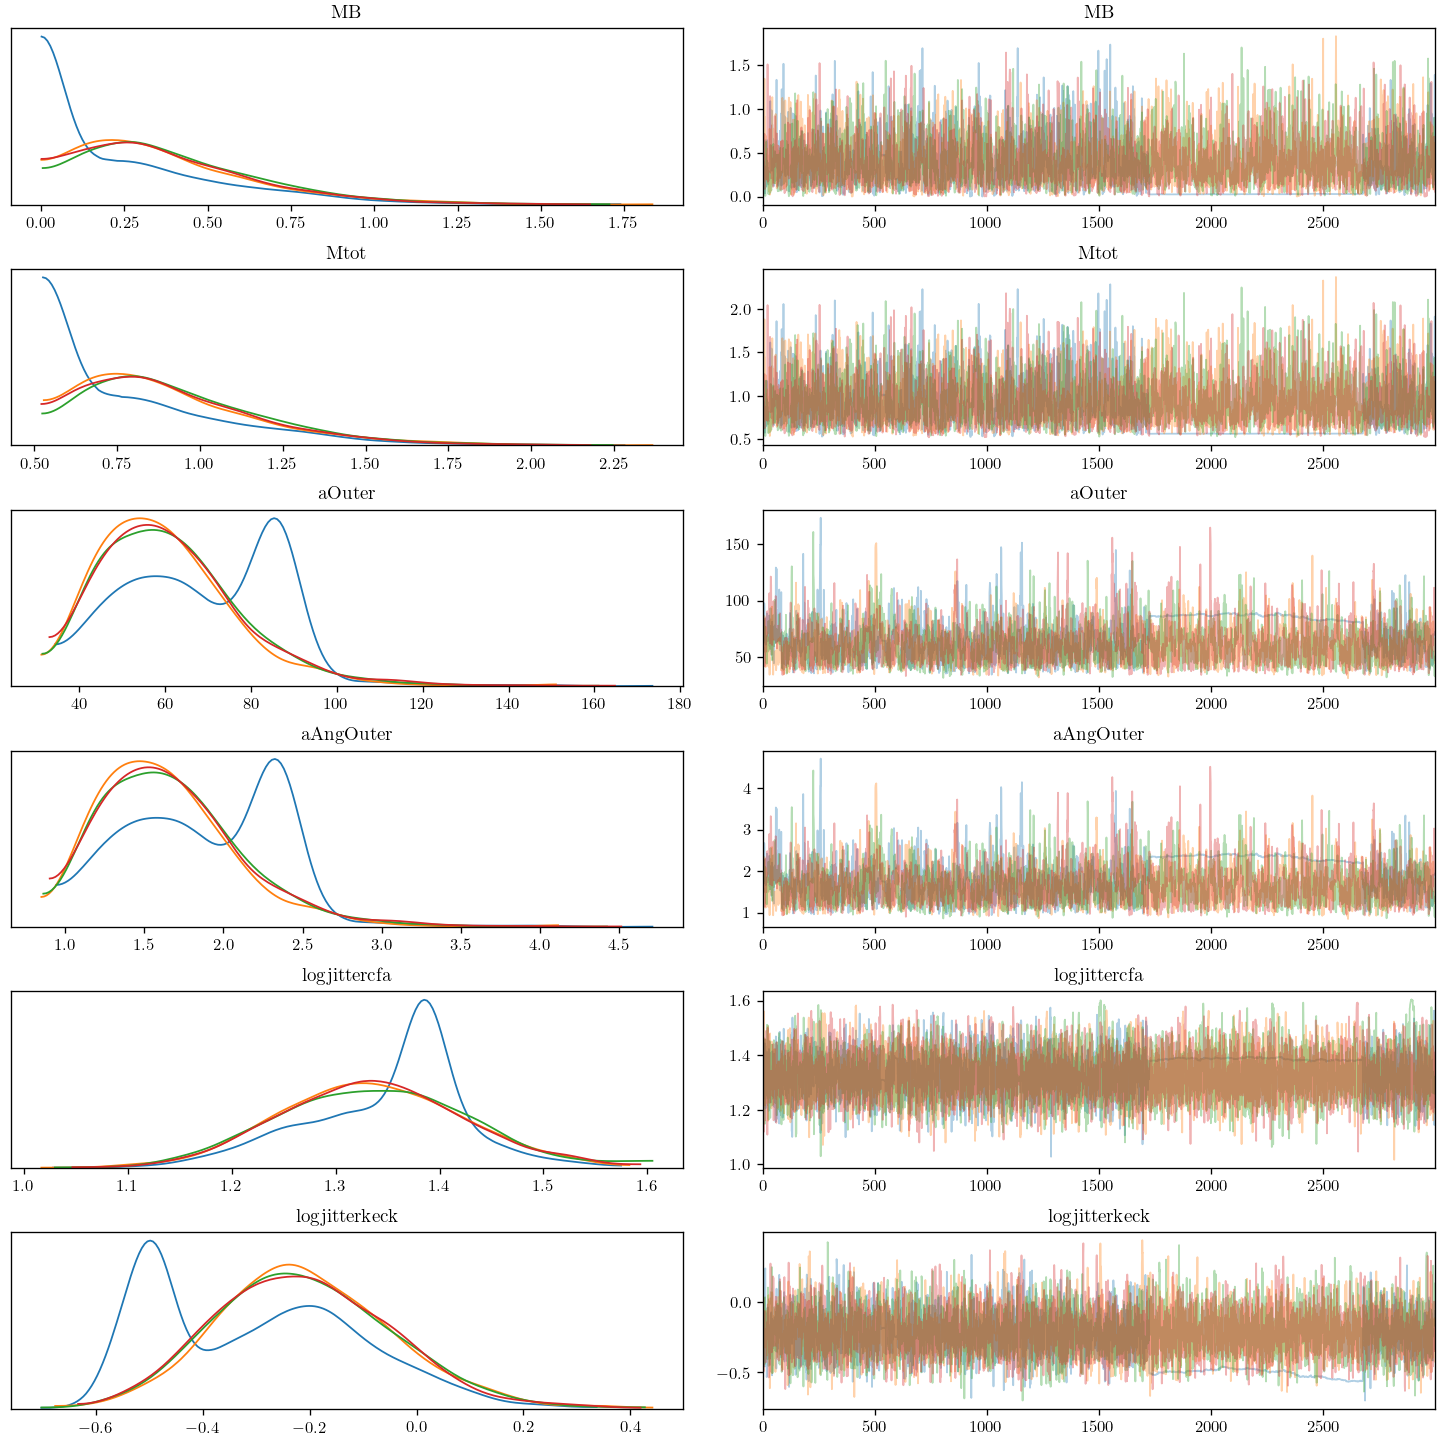 MB MB
1.5
1.0
0.5
0.0
0.00 0.25 0.50 0.75 1.00 1.25 1.50 1.75 0 500 1000 1500 2000 2500
Mtot Mtot
2.0
1.5
1.0
0.5
0.50 0.75 1.00 1.25 1.50 1.75 2.00 2.25 0 500 1000 1500 2000 2500
aOuter aOuter
150
100
50
40 60 80 100 120 140 160 180 0 500 1000 1500 2000 2500
aAngOuter aAngOuter
4
3
2
1
1.0 1.5 2.0 2.5 3.0 3.5 4.0 4.5 0 500 1000 1500 2000 2500
logjittercfa logjittercfa
1.6
1.4
1.2
1.0
1.0 1.1 1.2 1.3 1.4 1.5 1.6 0 500 1000 1500 2000 2500
logjitterkeck logjitterkeck
0.0
−0.5
−0.6 −0.4 −0.2 0.0 0.2 0.4 0 500 1000 1500 2000 2500